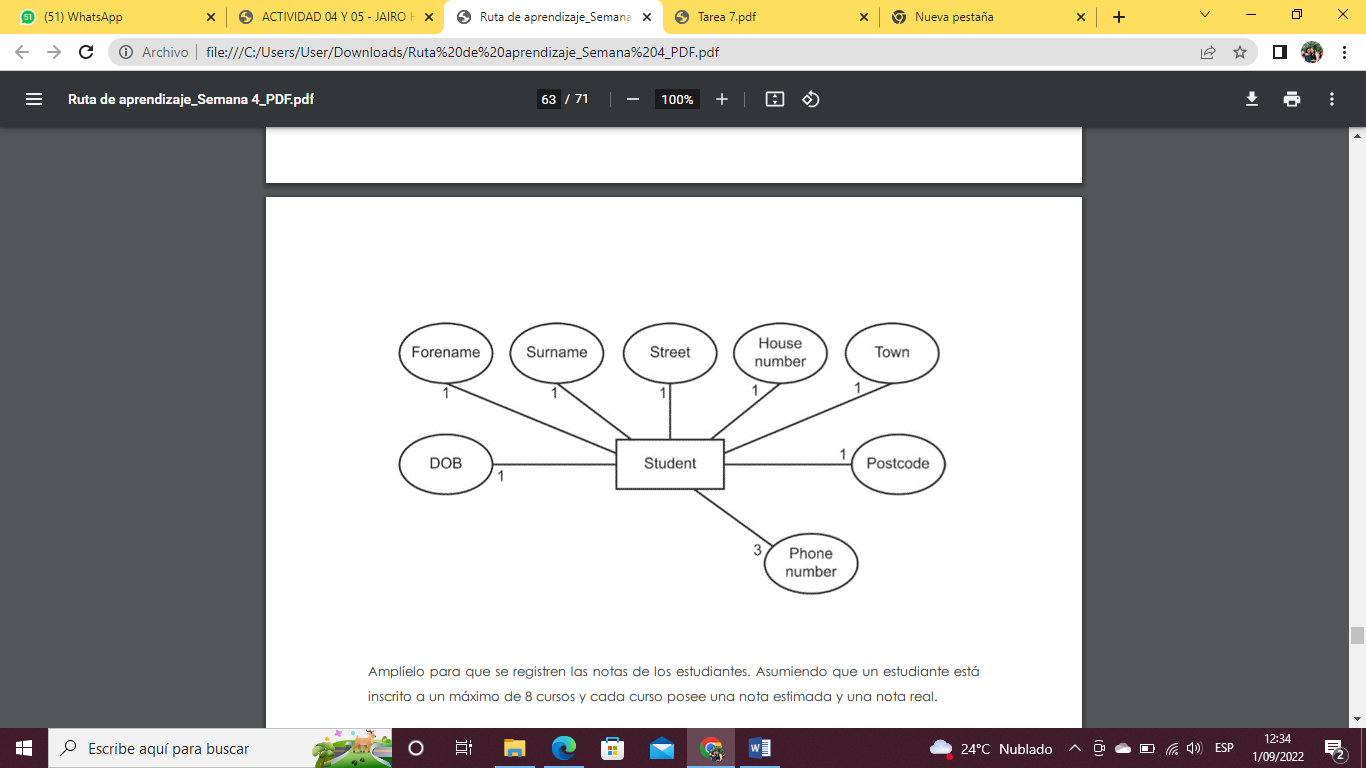 (51) WhatsApp
ACTIVIDAD 04 Y 05 - JAIRO H
Ruta de aprendizaje_Semana
Tarea 7.pdf
Nueva pestaña
Archivo
file:///C:/Users/User/Downloads/Ruta%20de%20aprendizaje_Semana%204_PDF.pdf
Ruta de aprendizaje_Semana 4_PDF.pdf
63 / 71
100%
Forename
Surname
Street
House
number
Town
1
1
1
1
1
DOB
1
Student
1
Postcode
3
Phone
number
Amplíelo para que se registren las notas de los estudiantes. Asumiendo que un estudiante está
inscrito a un máximo de 8 cursos y cada curso posee una nota estimada y una nota real.
Escribe aquí para buscar
24°C Nublado
ESP
12:34
1/09/2022
2
51